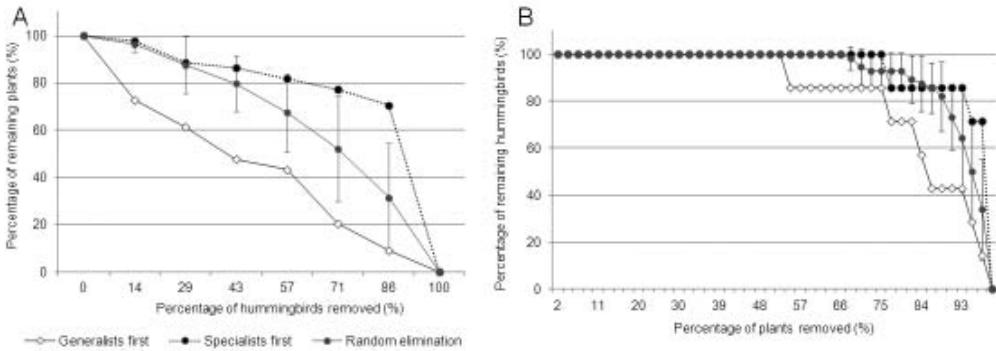 A
Percentage of remaining plants (%)
100
80
60
40
20
0
0 14 29 43 57 71 86 100
Percentage of hummingbirds removed (%)
Generalists first Specialists first Random elimination
B
Percentage of remaining hummingbirds (%)
100
80
60
40
20
0
2 11 20 30 39 48 57 66 75 84 93
Percentage of plants removed (%)